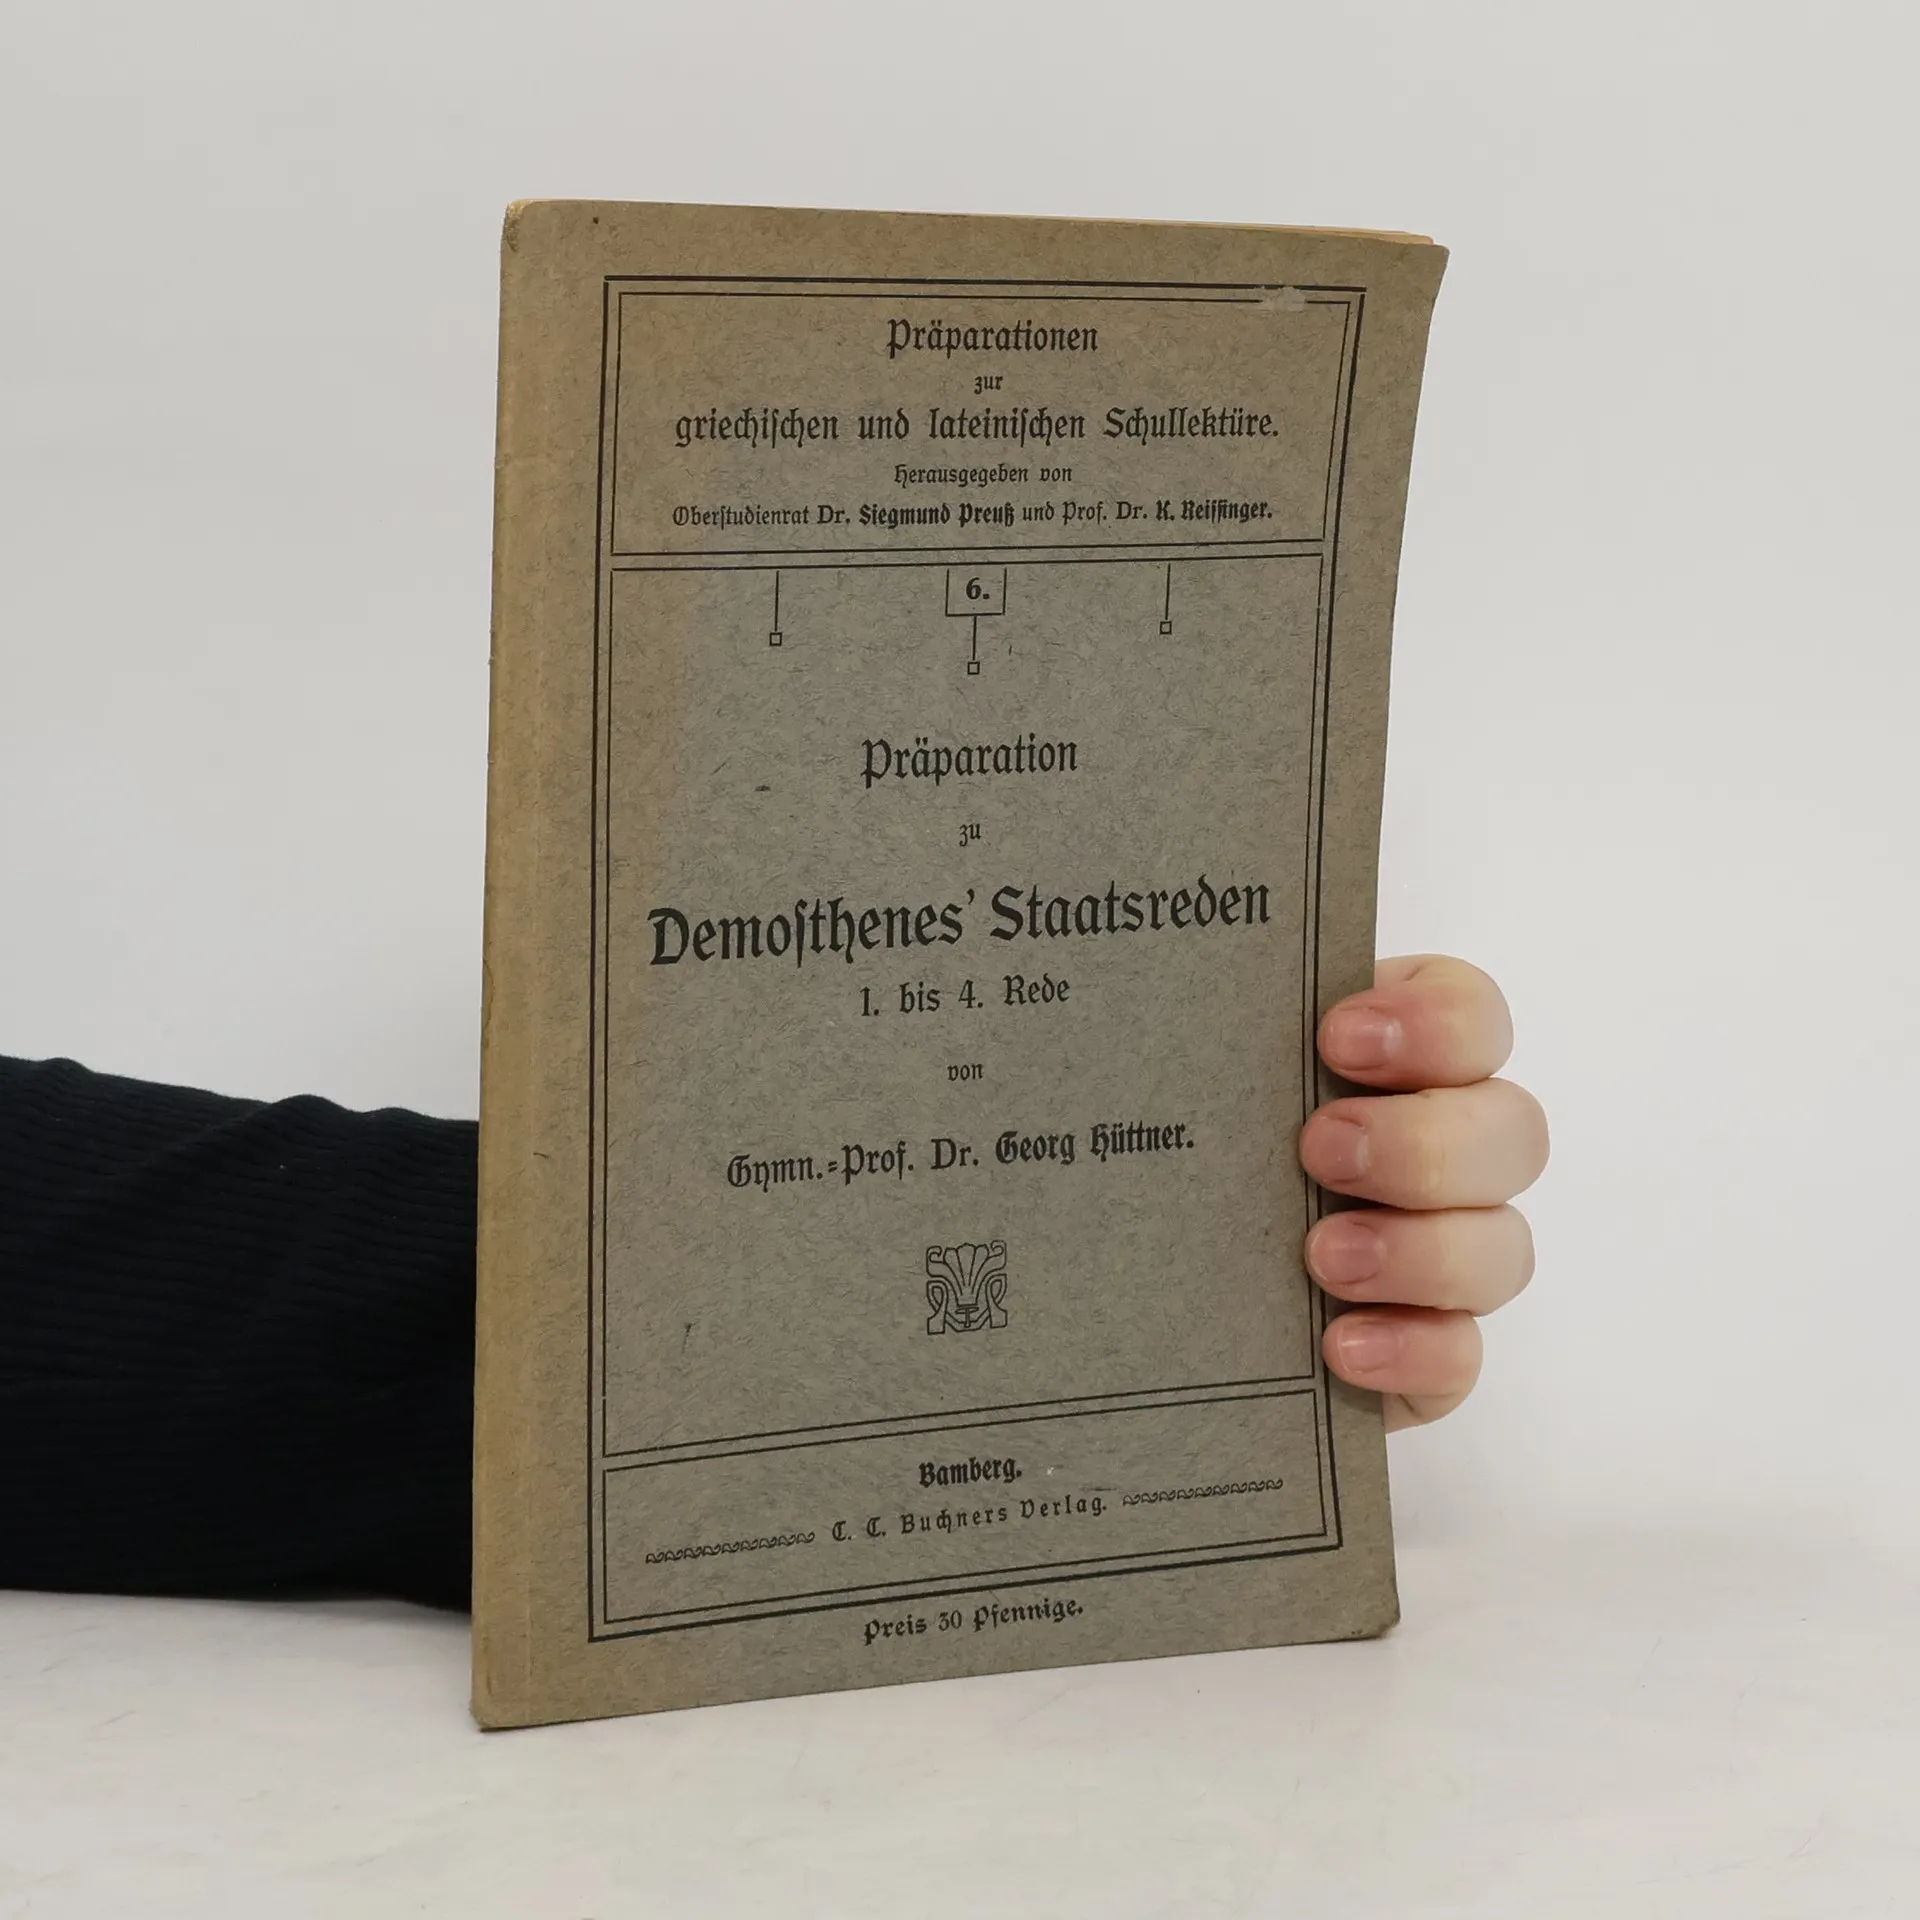 Präparationen
zur
griechiſchen und lateiniſchen Schullektüre.
Herausgegeben von
Oberſtudienrat Dr. Siegmund Preuß und Prof. Dr. K. Reiſſinger.
6.
Präparation
zu
Demoſthenes’ Staatsreden
1. bis 4. Rede
von
Gymn.=Prof. Dr. Georg Hüttner.
Bamberg.
C. C. Buchners Verlag.
Preis 30 Pfennige.